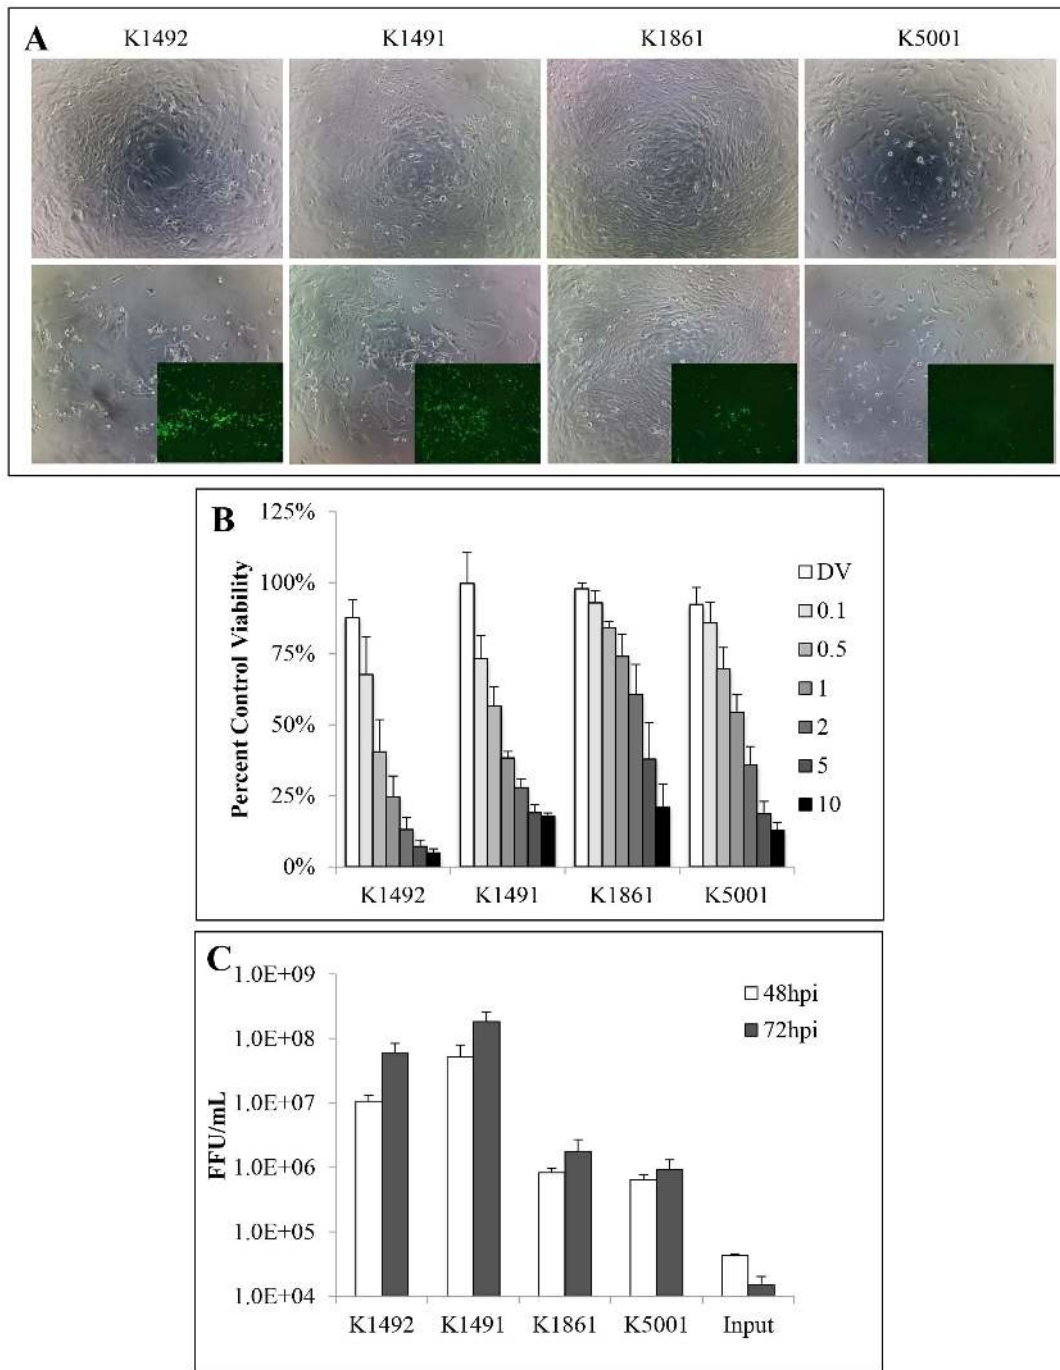 A
K1492 K1491 K1861 K5001
B
Percent Control Viability
125%
100%
75%
50%
25%
0%
K1492 K1491 K1861 K5001
DV
0.1
0.5
1
2
5
10
C
FFU/mL
1.0E+09
1.0E+08
1.0E+07
1.0E+06
1.0E+05
1.0E+04
K1492 K1491 K1861 K5001 Input
48hpi
72hpi